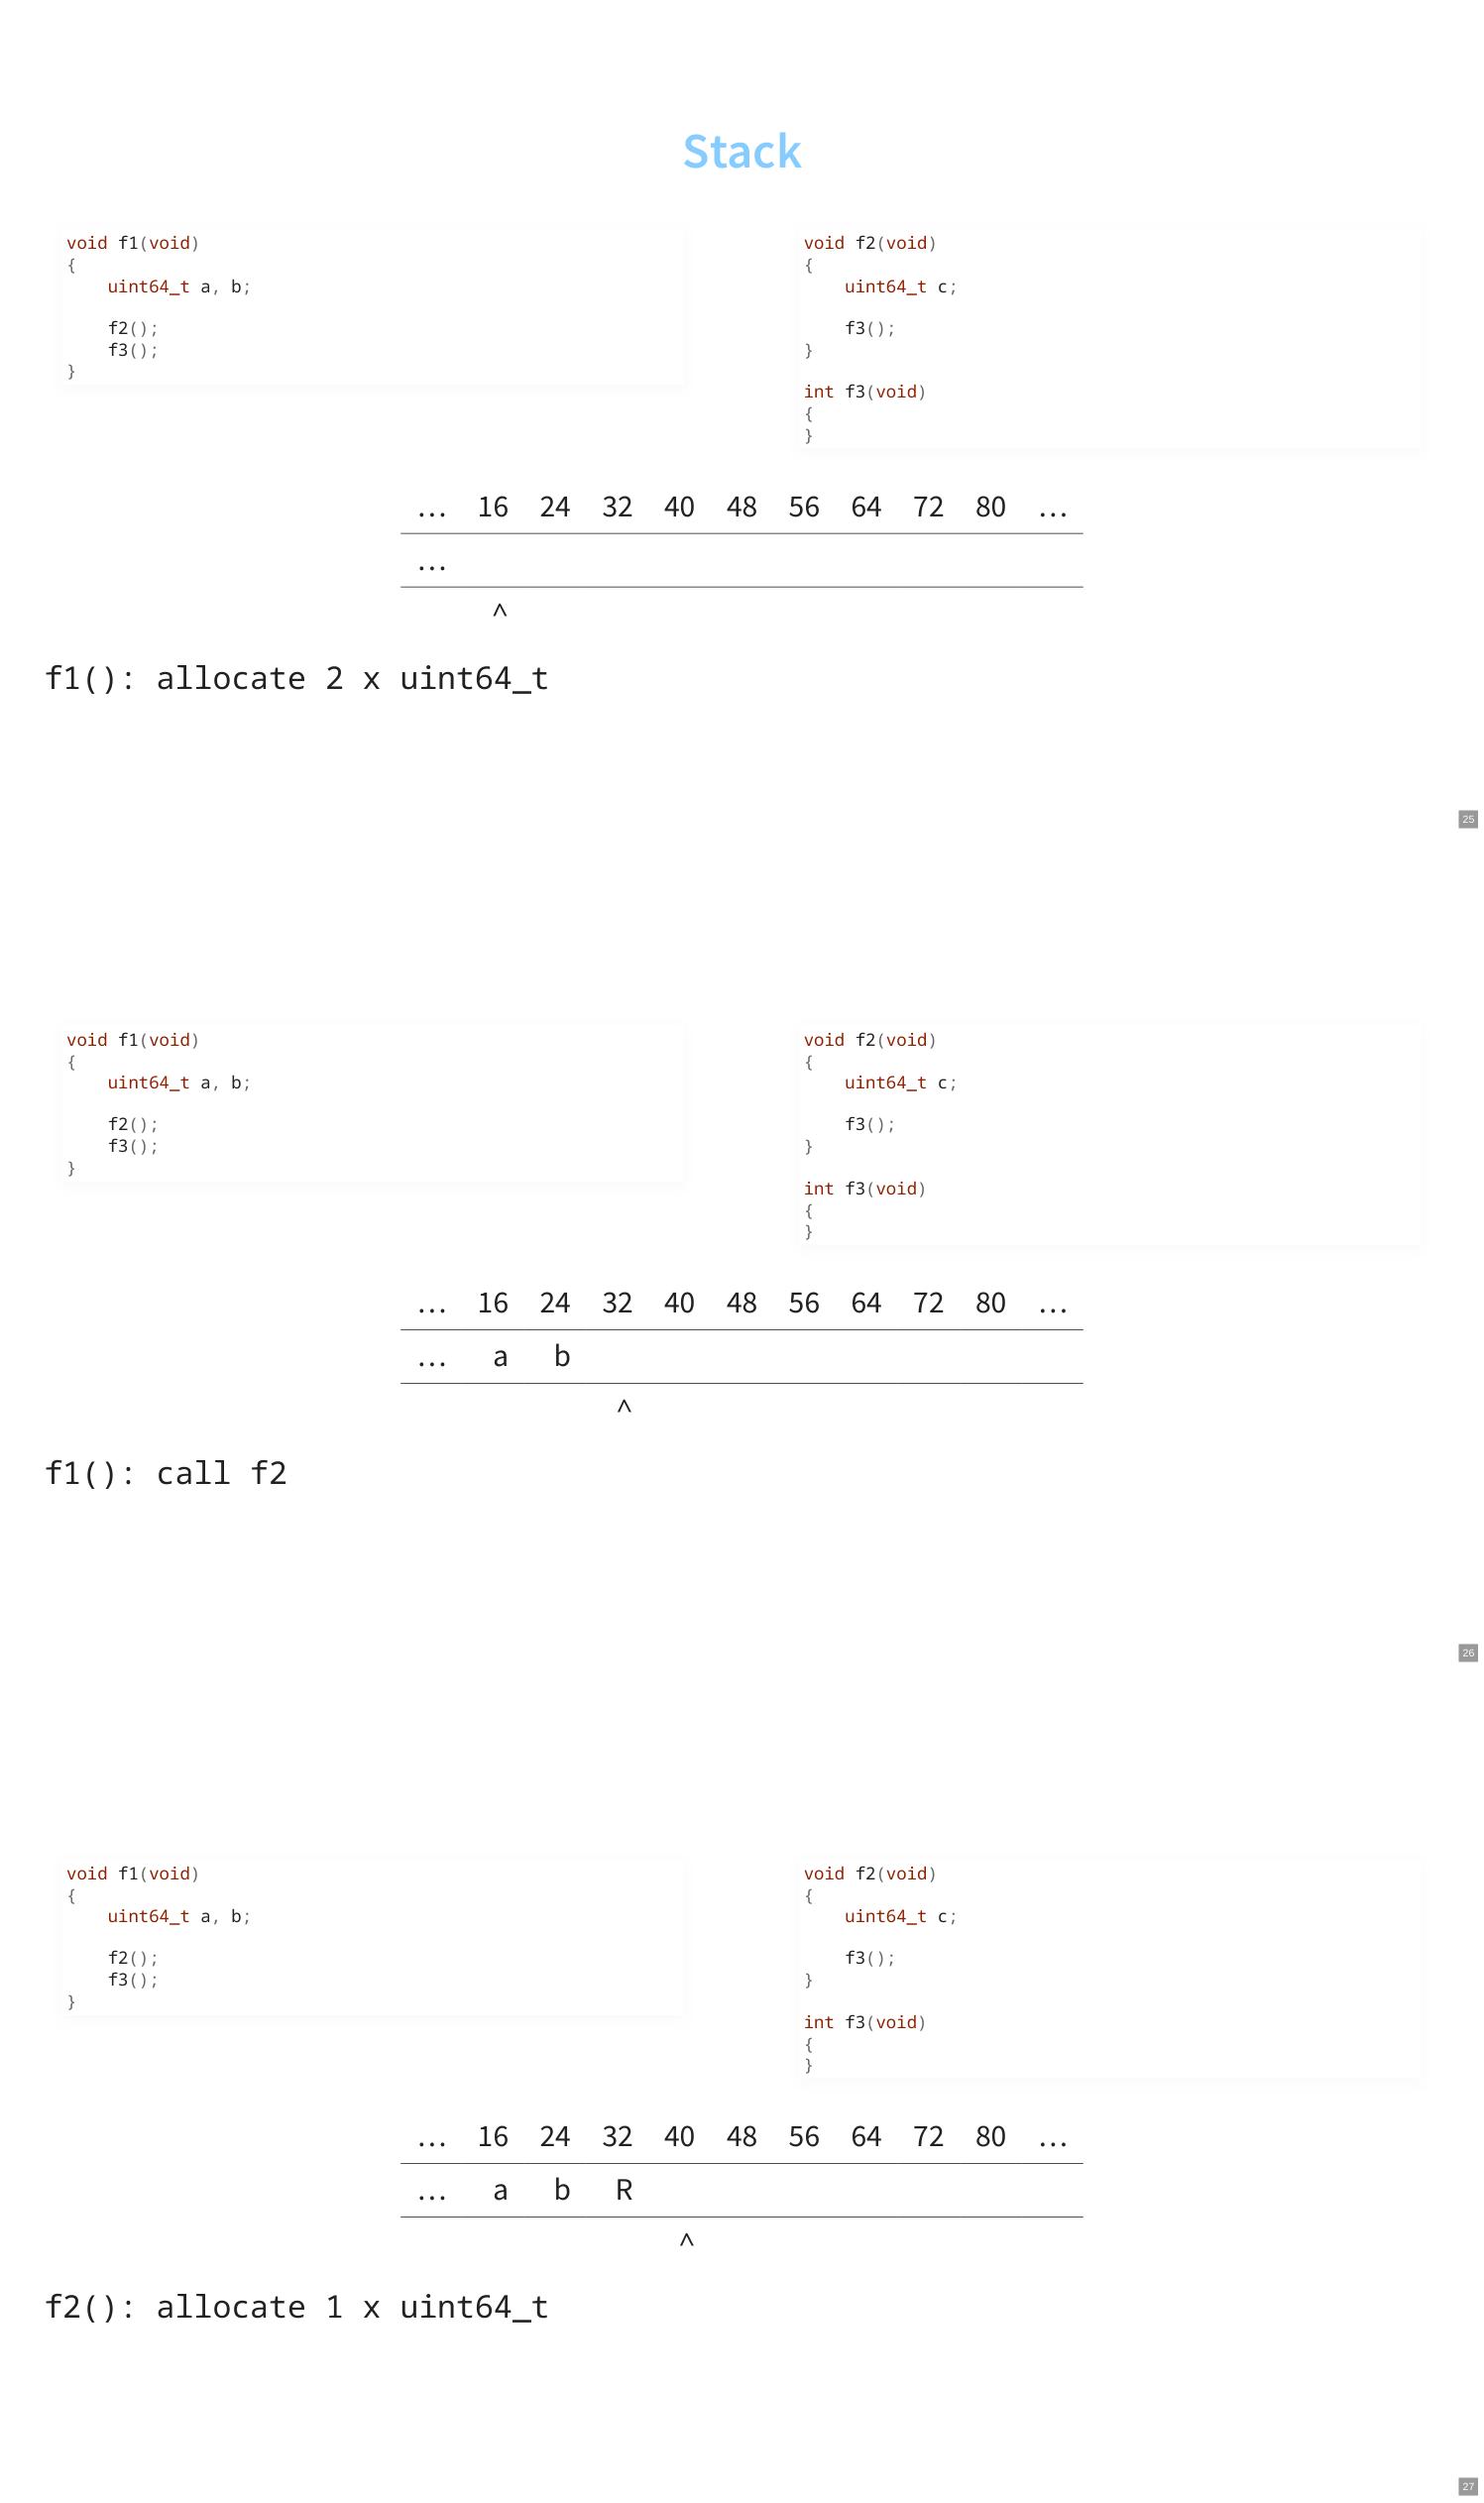 Stack
void f1(void)
{
    uint64_t a, b;

    f2();
    f3();
}
void f2(void)
{
    uint64_t c;

    f3();
}

int f3(void)
{
}
… 16 24 32 40 48 56 64 72 80 …
…
^
f1(): allocate 2 x uint64_t
25
void f1(void)
{
    uint64_t a, b;

    f2();
    f3();
}
void f2(void)
{
    uint64_t c;

    f3();
}

int f3(void)
{
}
… 16 24 32 40 48 56 64 72 80 …
… a b
^
f1(): call f2
26
void f1(void)
{
    uint64_t a, b;

    f2();
    f3();
}
void f2(void)
{
    uint64_t c;

    f3();
}

int f3(void)
{
}
… 16 24 32 40 48 56 64 72 80 …
… a b R
^
f2(): allocate 1 x uint64_t
27